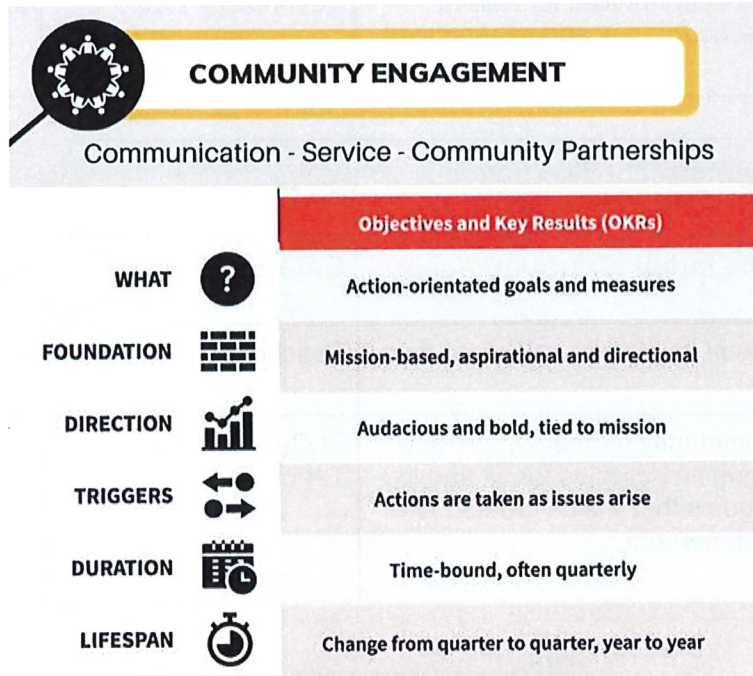 COMMUNITY ENGAGEMENT
Communication - Service - Community Partnerships
Objectives and Key Results (OKRs)
WHAT ? Action-orientated goals and measures
FOUNDATION Mission-based, aspirational and directional
DIRECTION Audacious and bold, tied to mission
TRIGGERS Actions are taken as issues arise
DURATION Time-bound, often quarterly
LIFESPAN Change from quarter to quarter, year to year